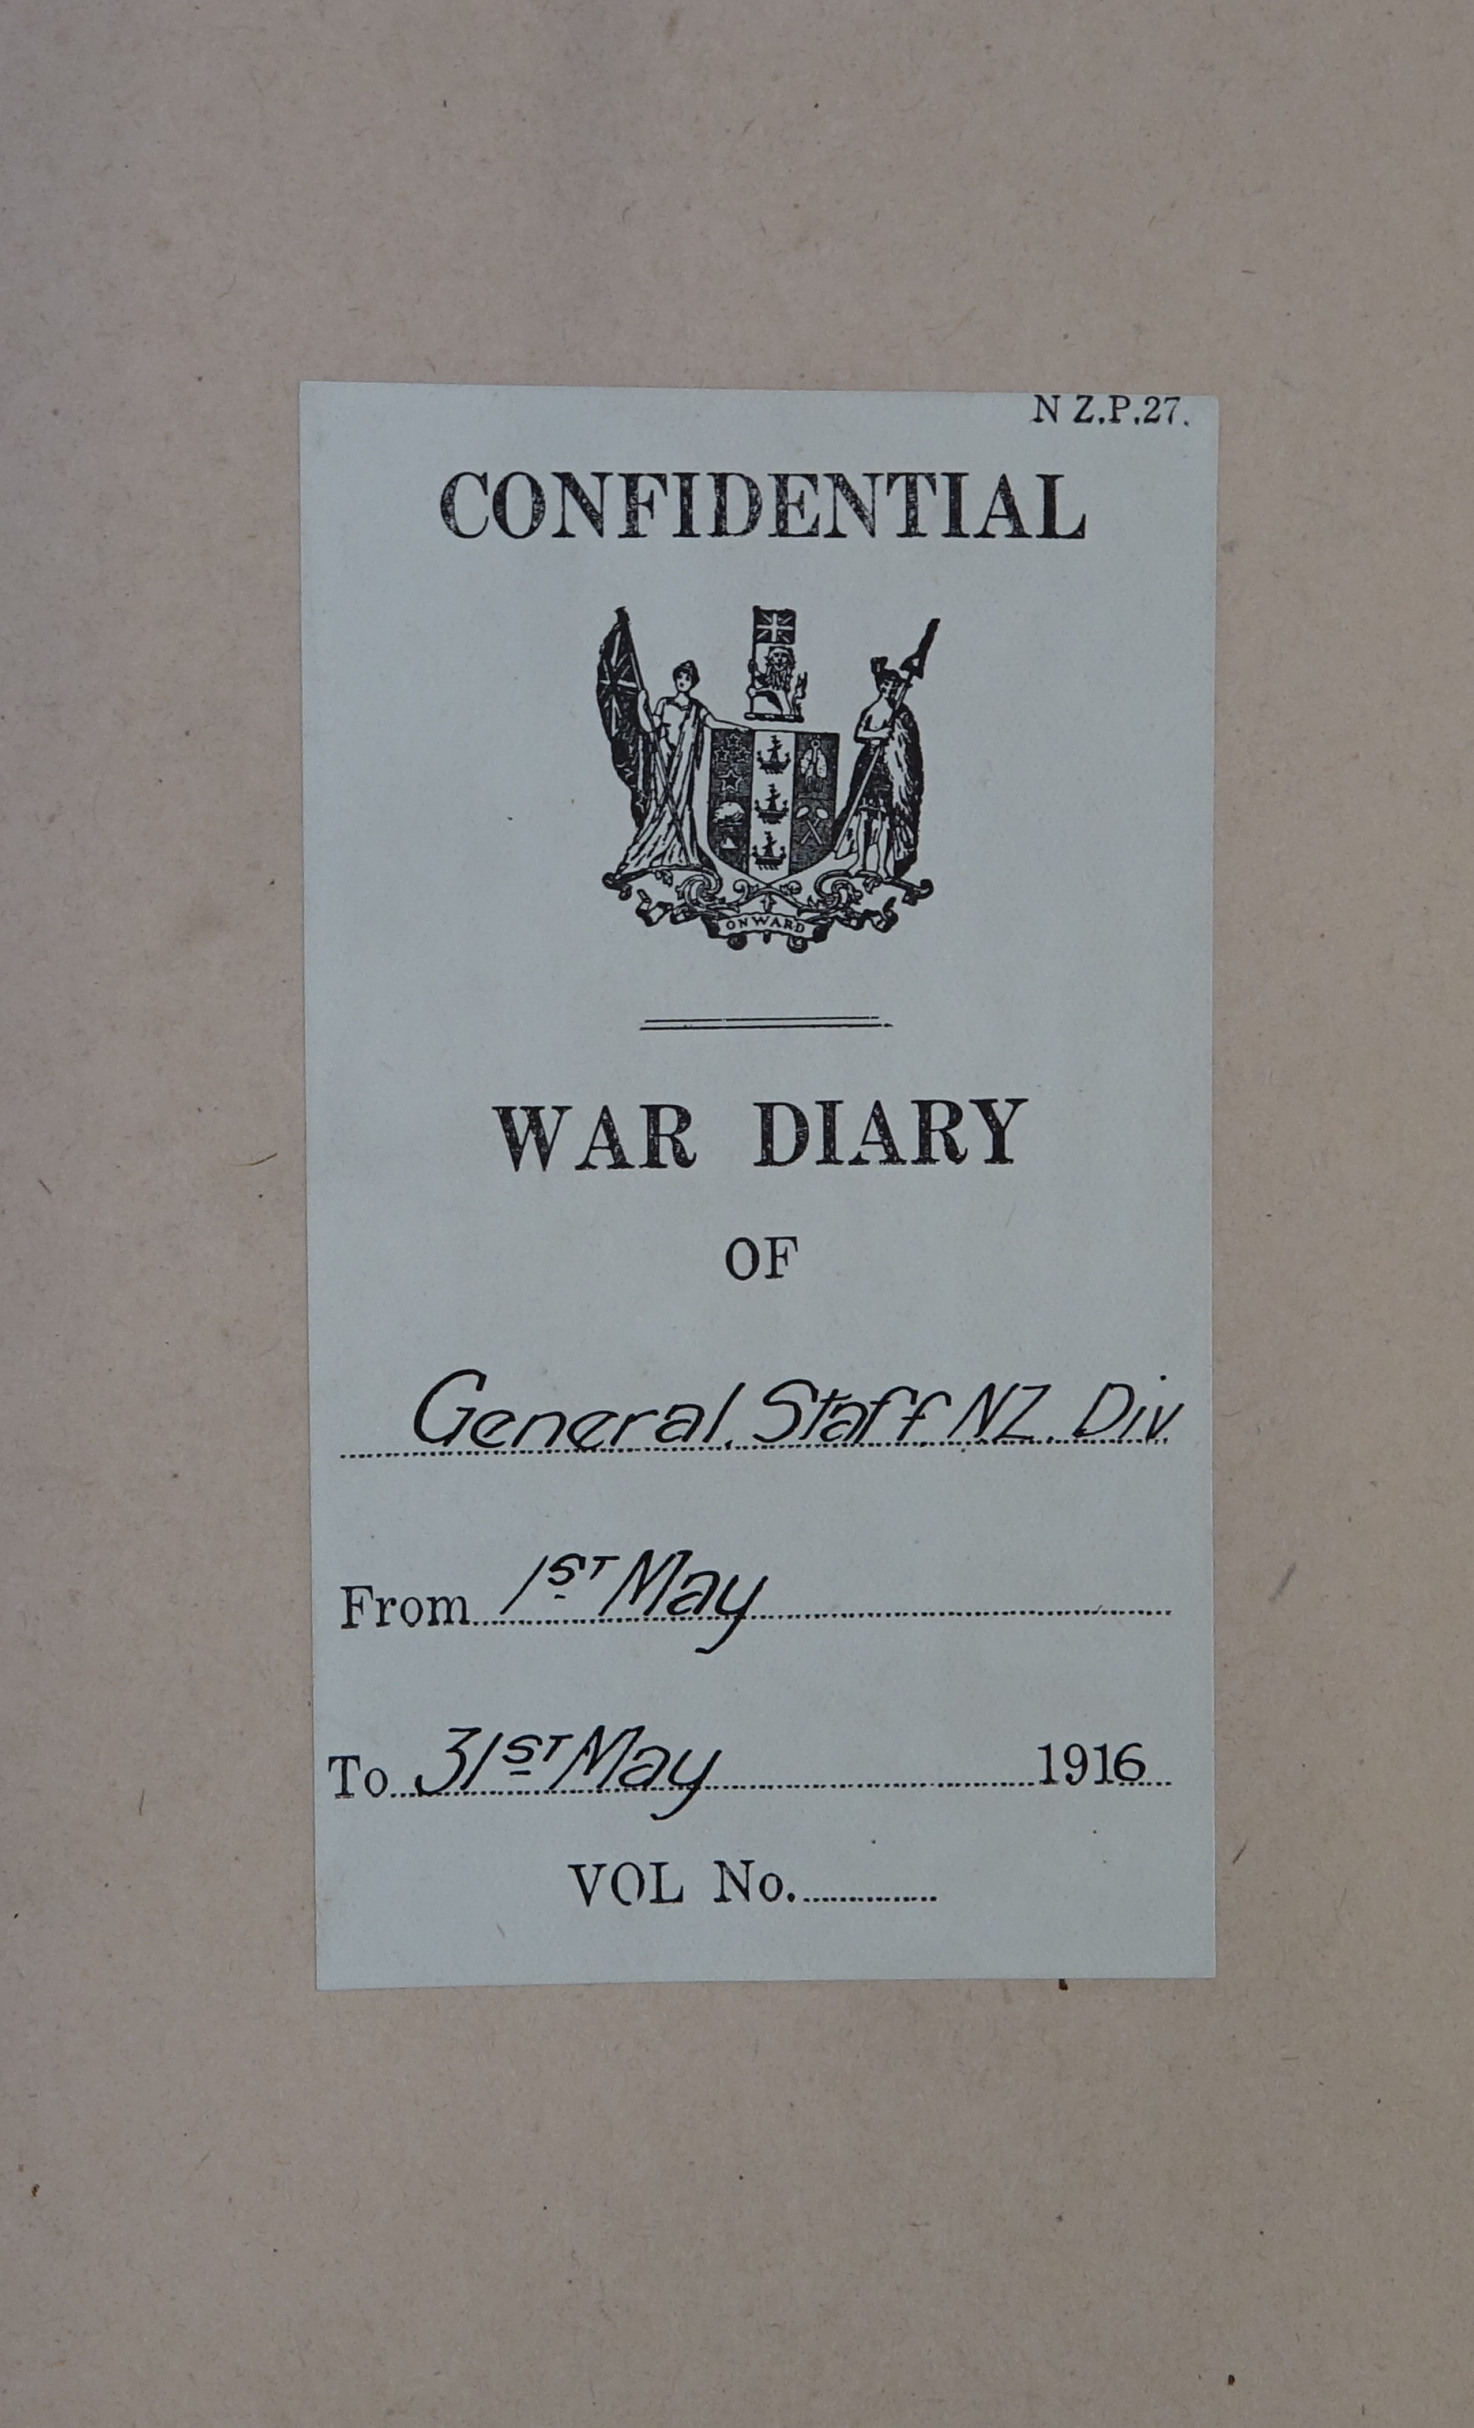 N Z.P.27.
CONFIDENTIAL
ONWARD
WAR DIARY
OF
General Staff NZ. Div.
From 1st May
To 31st May 1916
VOL No.